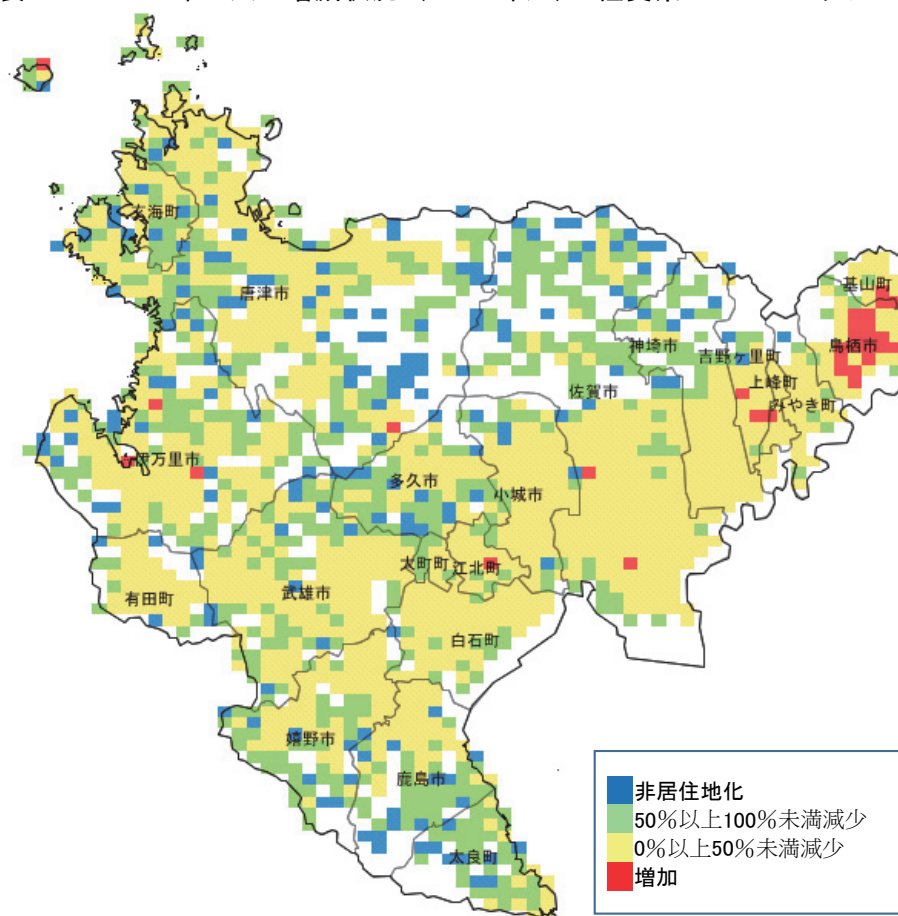 玄海町
唐津市
基山町
鳥栖市
神埼市
吉野ヶ里町
上峰町
佐賀市
みやき町
伊万里市
多久市
小城市
大町町
江北町
有田町
武雄市
白石町
嬉野市
鹿島市
太良町
非居住地化
50%以上100%未満減少
0%以上50%未満減少
増加